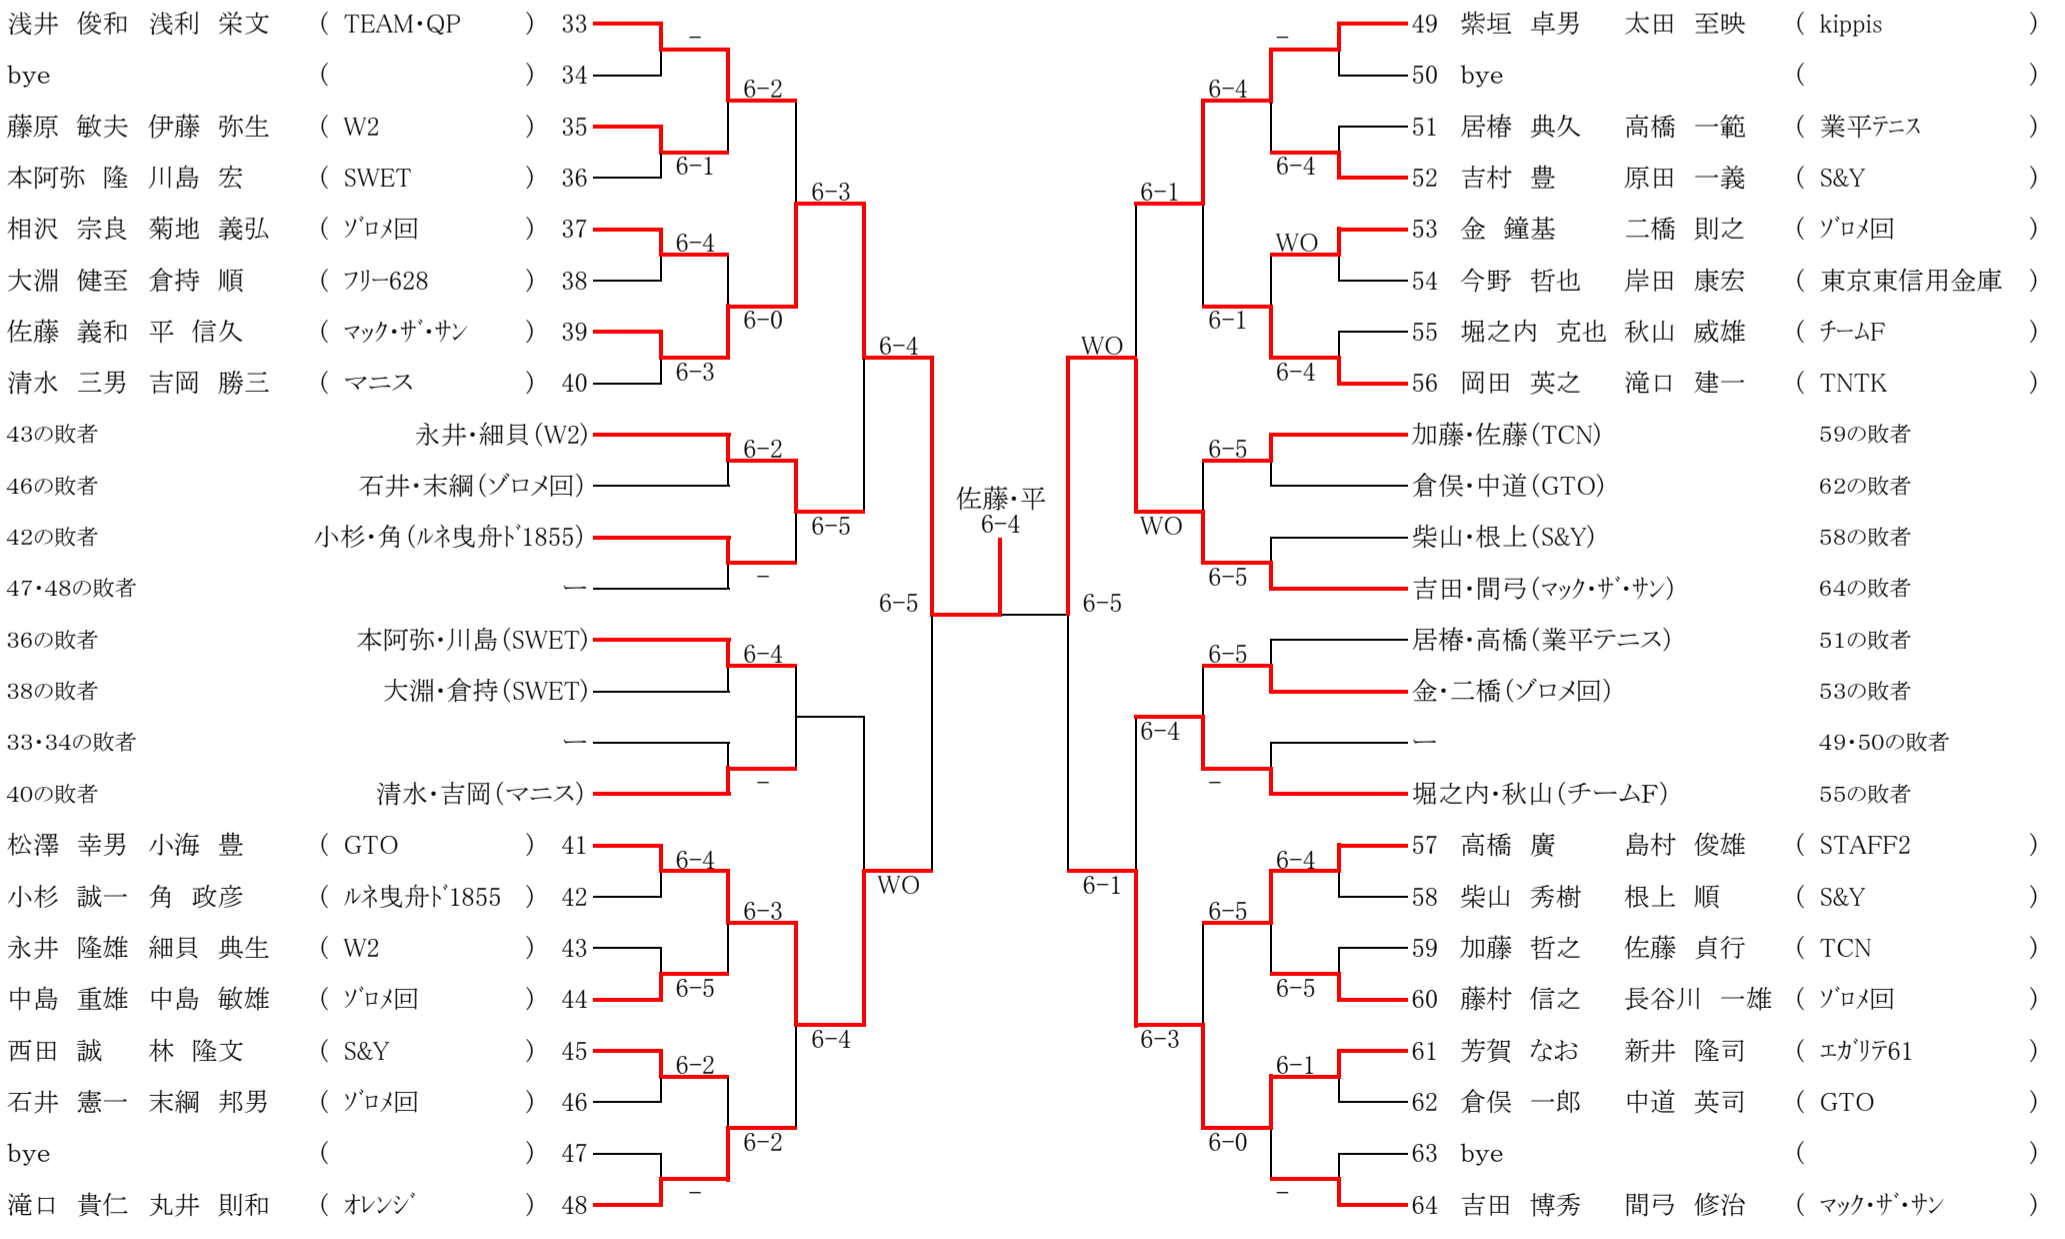 浅井 俊和 浅利 栄文 ( TEAM・QP ) 33 49 紫垣 卓男 太田 至映 ( kippis )
- -
bye ( ) 34 50 bye ( )
6-2 6-4
藤原 敏夫 伊藤 弥生 ( W2 ) 35 51 居椿 典久 高橋 一範 ( 業平テニス )
6-1 6-4
本阿弥 隆 川島 宏 ( SWET ) 36 52 吉村 豊 原田 一義 ( S&Y )
6-3 6-1
相沢 宗良 菊地 義弘 ( ゾロメ回 ) 37 53 金 鐘基 二橋 則之 ( ゾロメ回 )
6-4 WO
大淵 健至 倉持 順 ( フリー628 ) 38 54 今野 哲也 岸田 康宏 ( 東京東信用金庫 )
6-0 6-1
佐藤 義和 平 信久 ( マック・ザ・サン ) 39 55 堀之内 克也 秋山 威雄 ( チームF )
6-4 WO
6-3 6-4
清水 三男 吉岡 勝三 ( マニス ) 40 56 岡田 英之 滝口 建一 ( TNTK )
43の敗者 永井・細貝(W2) 加藤・佐藤(TCN) 59の敗者
6-2 6-5
46の敗者 石井・末綱(ゾロメ回) 倉俣・中道(GTO) 62の敗者
佐藤・平
6-5 6-4 WO
42の敗者 小杉・角(ルネ曳舟ド1855) 柴山・根上(S&Y) 58の敗者
- 6-5
47・48の敗者 ー 吉田・間弓(マック・ザ・サン) 64の敗者
6-5 6-5
36の敗者 本阿弥・川島(SWET) 居椿・高橋(業平テニス) 51の敗者
6-4 6-5
38の敗者 大淵・倉持(SWET) 金・二橋(ゾロメ回) 53の敗者
6-4
33・34の敗者 ー ー 49・50の敗者
- -
40の敗者 清水・吉岡(マニス) 堀之内・秋山(チームF) 55の敗者
松澤 幸男 小海 豊 ( GTO ) 41 57 高橋 廣 島村 俊雄 ( STAFF2 )
6-4 6-4
WO 6-1
小杉 誠一 角 政彦 ( ルネ曳舟ド1855 ) 42 58 柴山 秀樹 根上 順 ( S&Y )
6-3 6-5
永井 隆雄 細貝 典生 ( W2 ) 43 59 加藤 哲之 佐藤 貞行 ( TCN )
6-5 6-5
中島 重雄 中島 敏雄 ( ゾロメ回 ) 44 60 藤村 信之 長谷川 一雄 ( ゾロメ回 )
6-4 6-3
西田 誠 林 隆文 ( S&Y ) 45 61 芳賀 なお 新井 隆司 ( エガリテ61 )
6-2 6-1
石井 憲一 末綱 邦男 ( ゾロメ回 ) 46 62 倉俣 一郎 中道 英司 ( GTO )
6-2 6-0
bye ( ) 47 63 bye ( )
- -
滝口 貴仁 丸井 則和 ( オレンジ ) 48 64 吉田 博秀 間弓 修治 ( マック・ザ・サン )